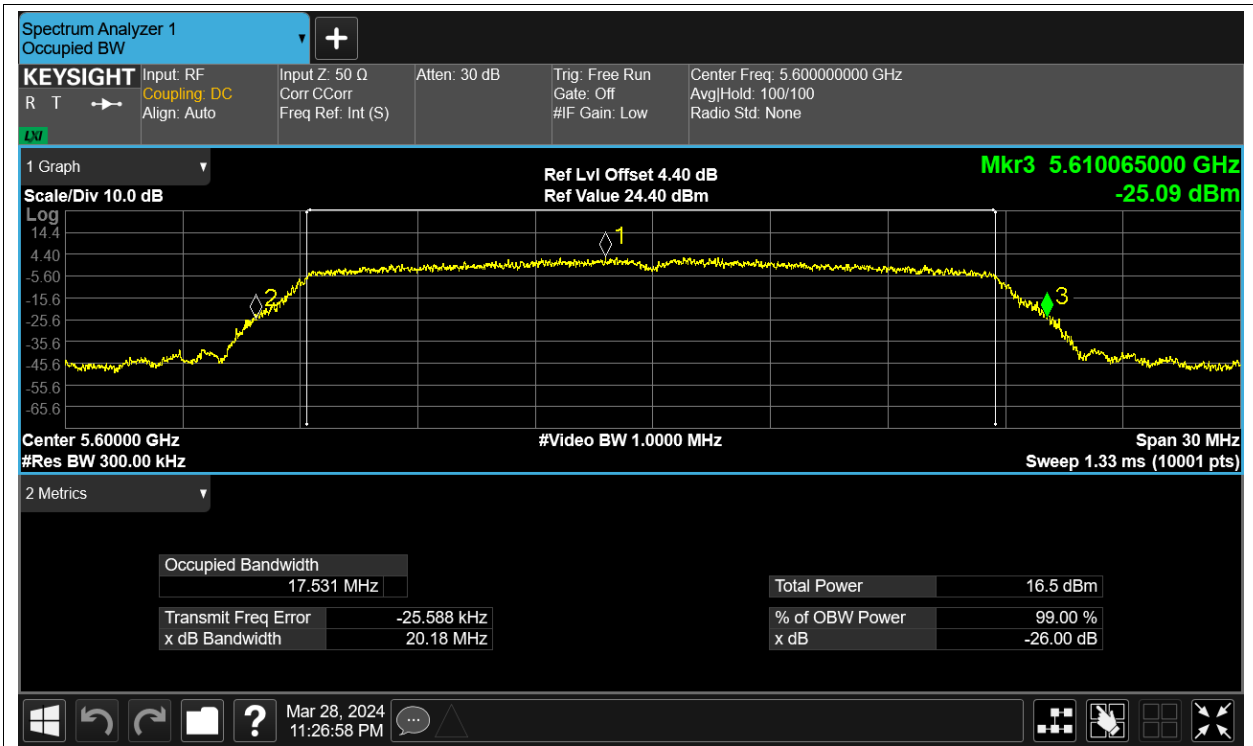 Spectrum Analyzer 1
Occupied BW
KEYSIGHT
R T
LXI
Input: RF
Coupling: DC
Align: Auto
Input Z: 50 Ω
Corr CCorr
Freq Ref: Int (S)
Atten: 30 dB
Trig: Free Run
Gate: Off
#IF Gain: Low
Center Freq: 5.600000000 GHz
Avg|Hold: 100/100
Radio Std: None
1 Graph
Scale/Div 10.0 dB
Ref Lvl Offset 4.40 dB
Ref Value 24.40 dBm
Mkr3 5.610065000 GHz
-25.09 dBm
Log
14.4
4.40
-5.60
-15.6
-25.6
-35.6
-45.6
-55.6
-65.6
1
2
3
Center 5.60000 GHz
#Res BW 300.00 kHz
#Video BW 1.0000 MHz
Span 30 MHz
Sweep 1.33 ms (10001 pts)
2 Metrics
Occupied Bandwidth
17.531 MHz
Transmit Freq Error -25.588 kHz
x dB Bandwidth 20.18 MHz
Total Power 16.5 dBm
% of OBW Power 99.00 %
x dB -26.00 dB
?
Mar 28, 2024
11:26:58 PM